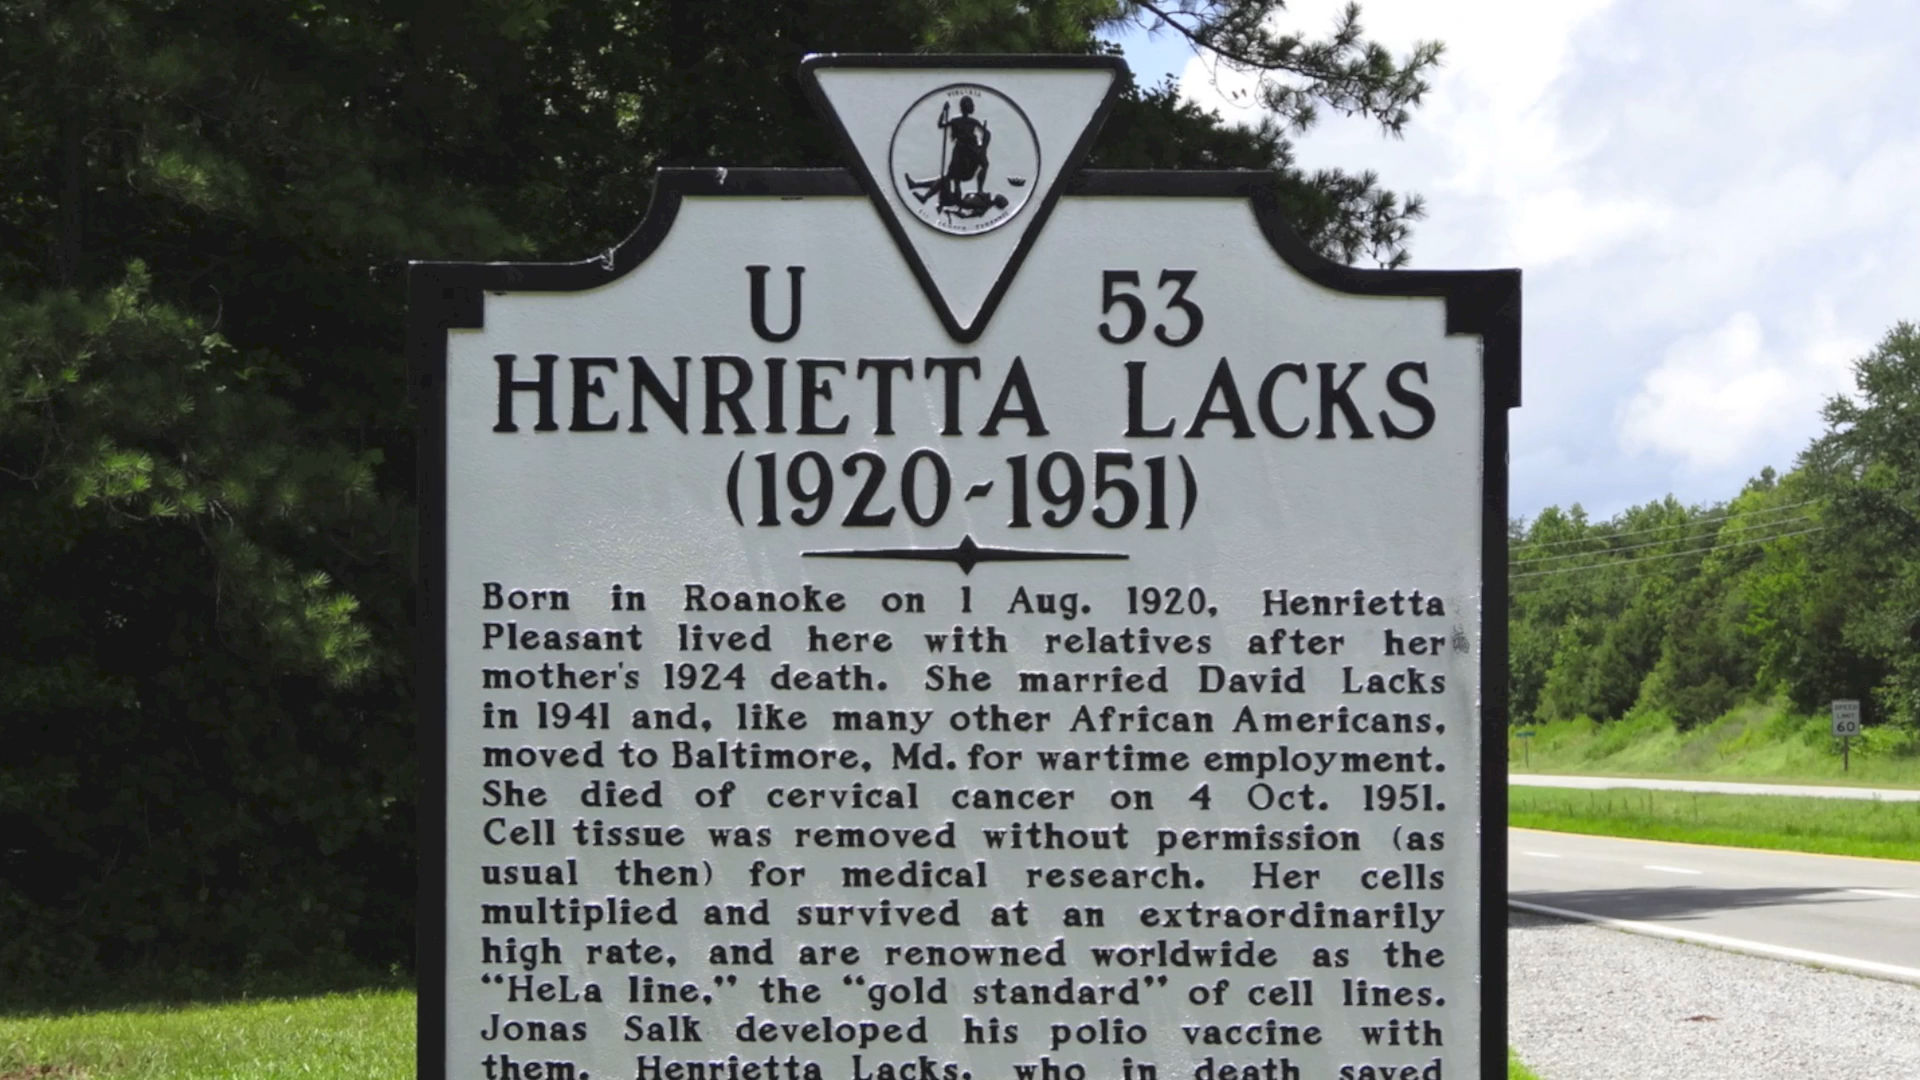 VIRGINIA
U 53
HENRIETTA LACKS
(1920-1951)
Born in Roanoke on 1 Aug. 1920, Henrietta
Pleasant lived here with relatives after her
mother's 1924 death. She married David Lacks
in 1941 and, like many other African Americans,
moved to Baltimore, Md. for wartime employment.
She died of cervical cancer on 4 Oct. 1951.
Cell tissue was removed without permission (as
usual then) for medical research. Her cells
multiplied and survived at an extraordinarily
high rate, and are renowned worldwide as the
“HeLa line,” the “gold standard” of cell lines.
Jonas Salk developed his polio vaccine with
them. Henrietta Lacks, who in death saved
SPEED
LIMIT
60